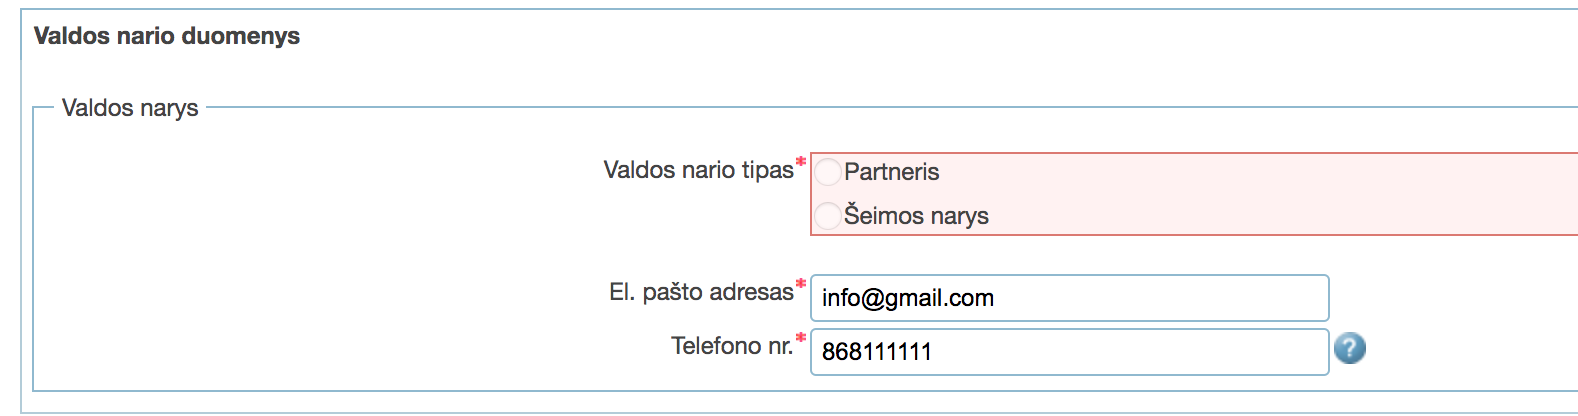 Valdos nario duomenys
Valdos narys
Valdos nario tipas*
Partneris
Šeimos narys
El. pašto adresas*
info@gmail.com
Telefono nr.*
868111111
?